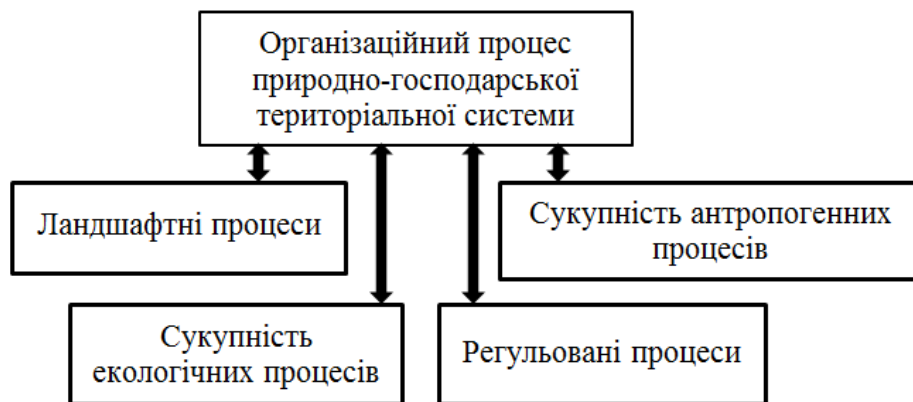 Організаційний процес
природно-господарської
територіальної системи
Ландшафтні процеси
Сукупність антропогенних
процесів
Сукупність
екологічних процесів
Регульовані процеси